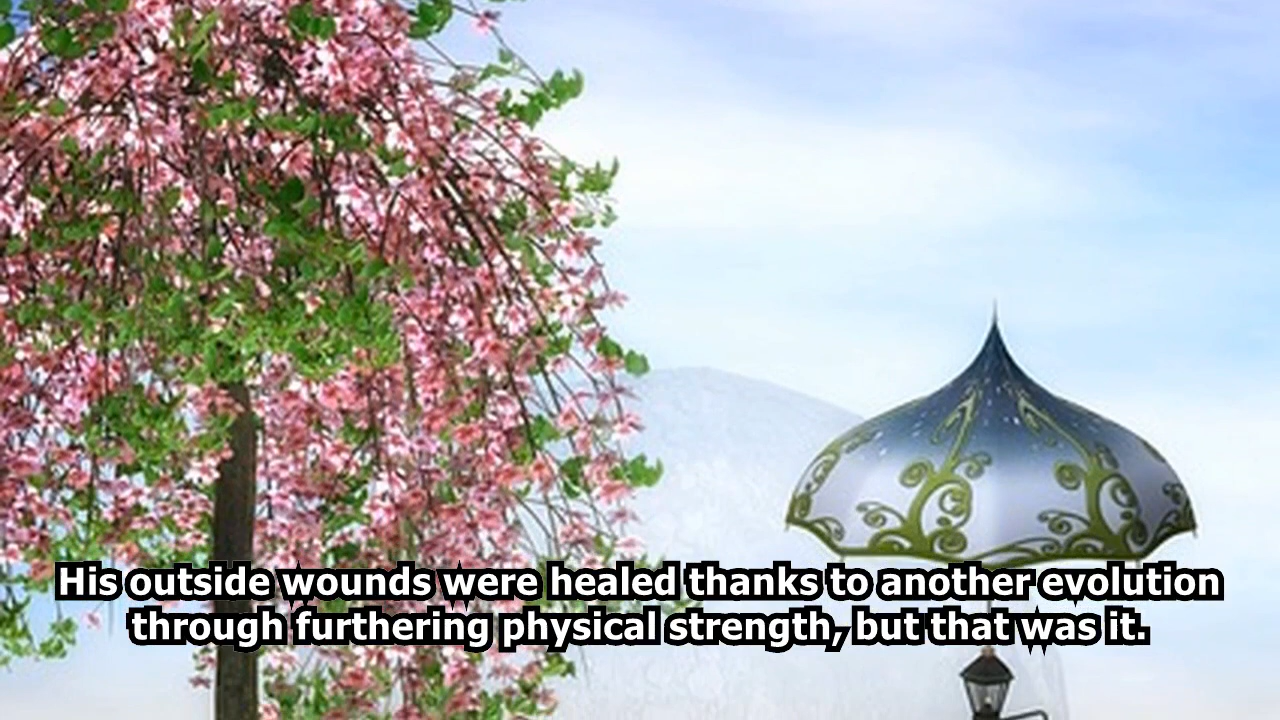 His outside wounds were healed thanks to another evolution
through furthering physical strength, but that was it.